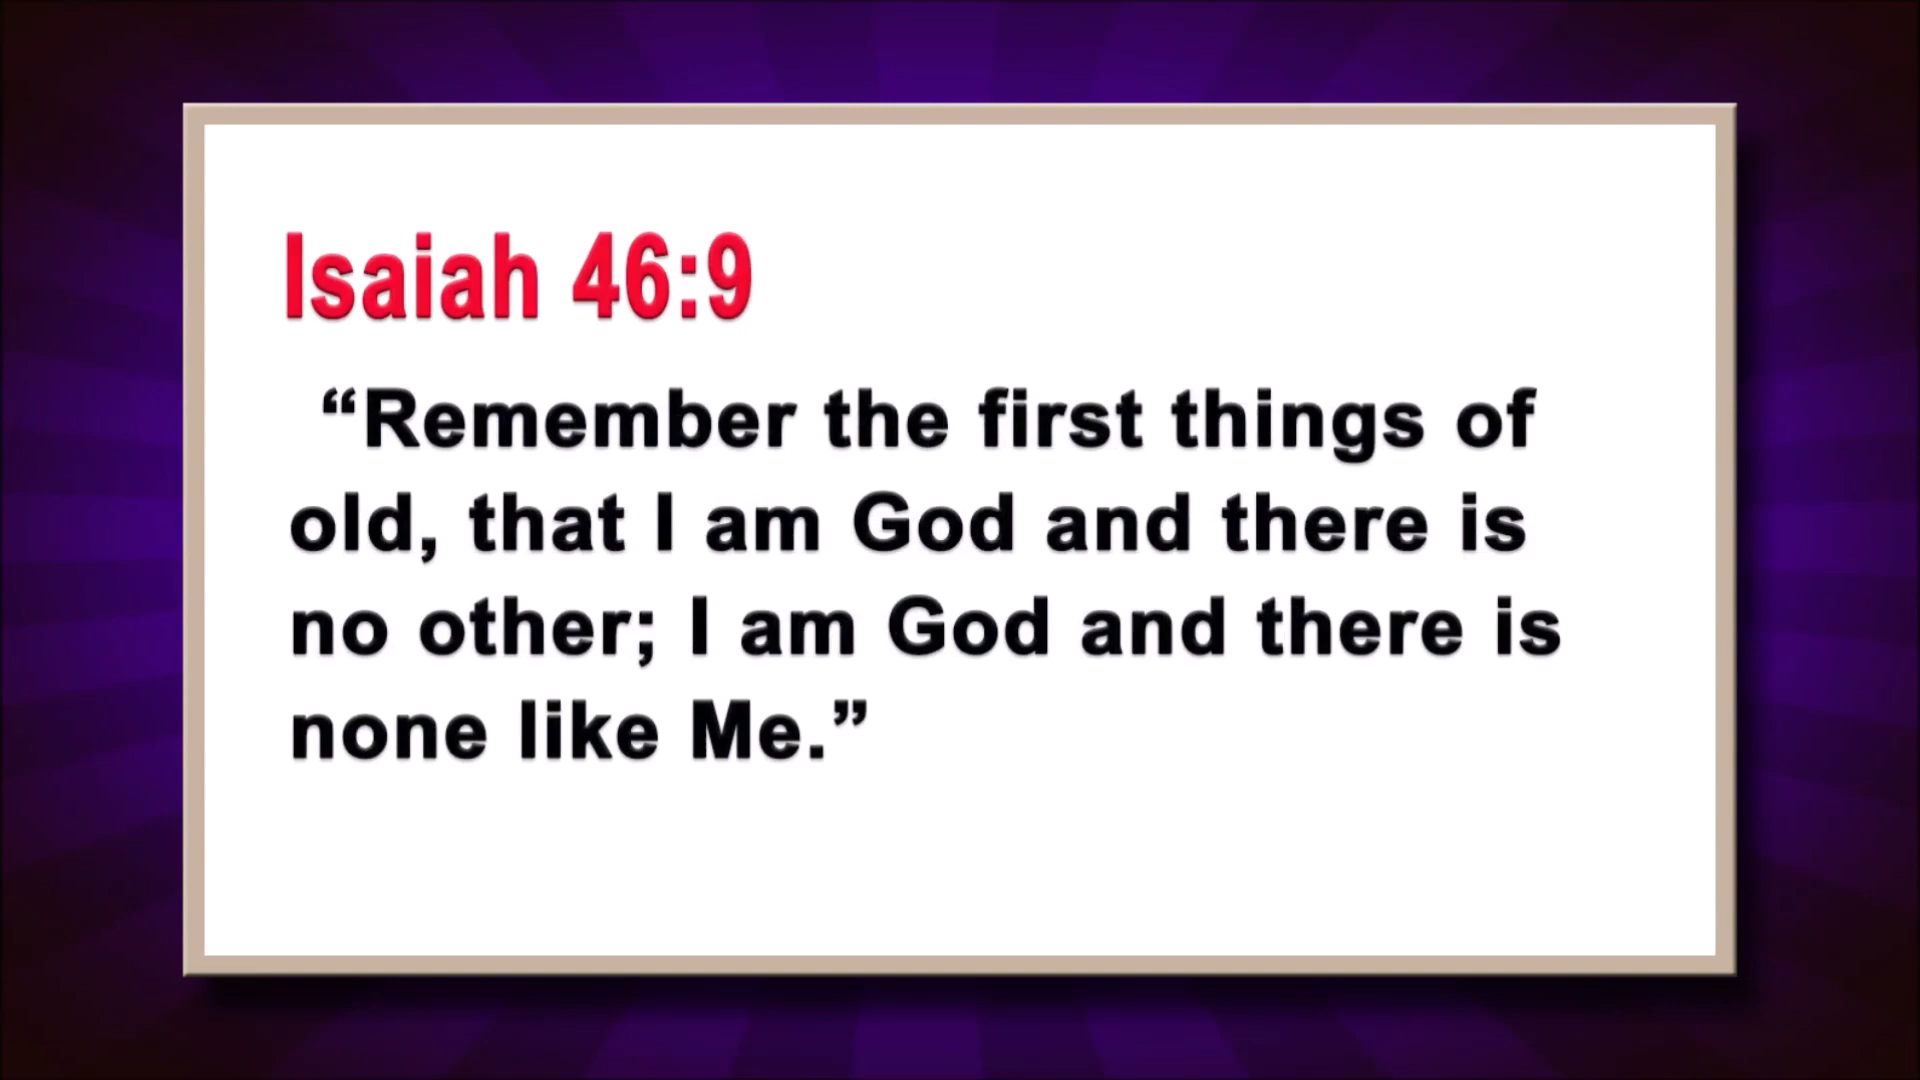 Isaiah 46:9
“Remember the first things of
old, that I am God and there is
no other; I am God and there is
none like Me.”